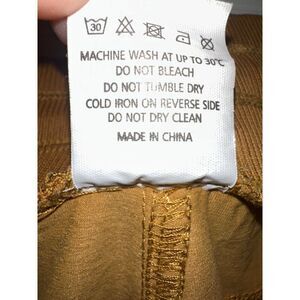 30
MACHINE WASH AT UP TO 30°C
DO NOT BLEACH
DO NOT TUMBLE DRY
COLD IRON ON REVERSE SIDE
DO NOT DRY CLEAN
MADE IN CHINA